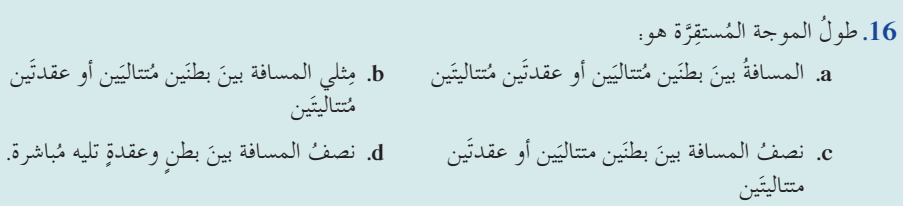 16. طولُ الموجة المُستقِرَّة هو:
a. المسافةُ بينَ بطنَين مُتتاليَين أو عقدتَين مُتتاليتَين
b. مِثلي المسافة بينَ بطنَين مُتتاليَين أو عقدتَين
مُتتاليتَين
c. نصفُ المسافة بينَ بطنَين متتاليَين أو عقدتَين
متتاليتَين
d. نصفُ المسافة بينَ بطنٍ وعقدةٍ تليه مُباشرة.